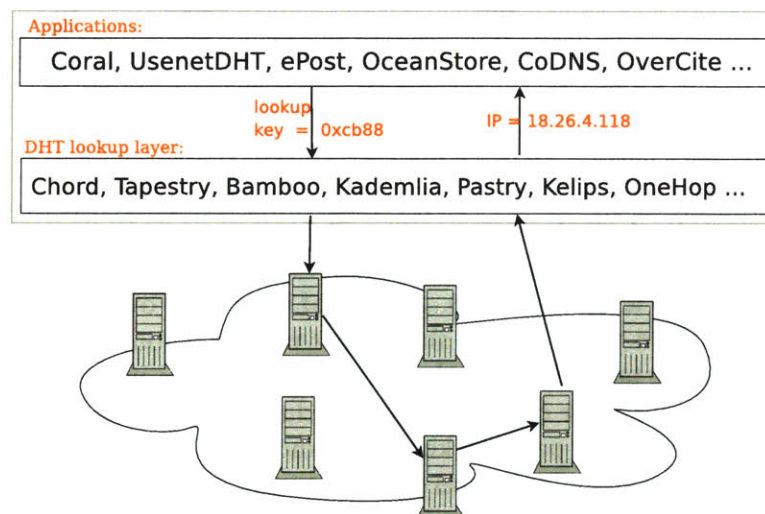 Applications:
Coral, UsenetDHT, ePost, OceanStore, CoDNS, OverCite ...
lookup
key = 0xcb88
IP = 18.26.4.118
DHT lookup layer:
Chord, Tapestry, Bamboo, Kademlia, Pastry, Kelips, OneHop ...